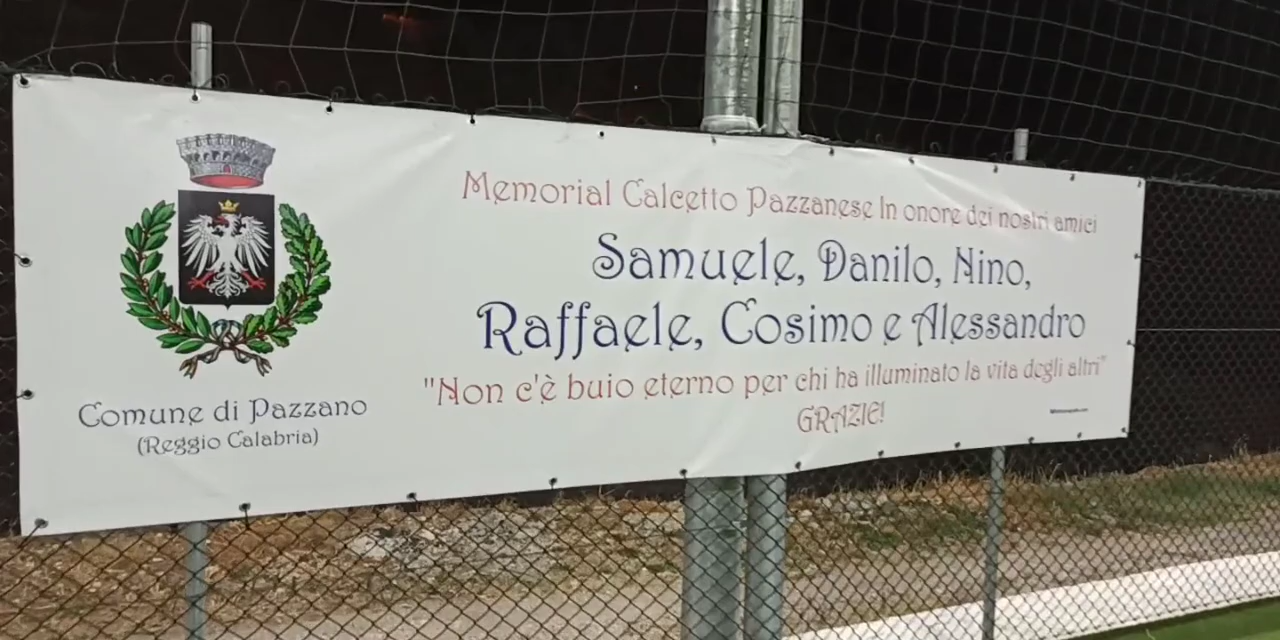 Memorial Calcetto Pazzanese In onore dei nostri amici
Samuele, Danilo, Nino,
Raffaele, Cosimo e Alessandro
"Non c'è buio eterno per chi ha illuminato la vita degli altri"
GRAZIE!
Comune di Pazzano
(Reggio Calabria)